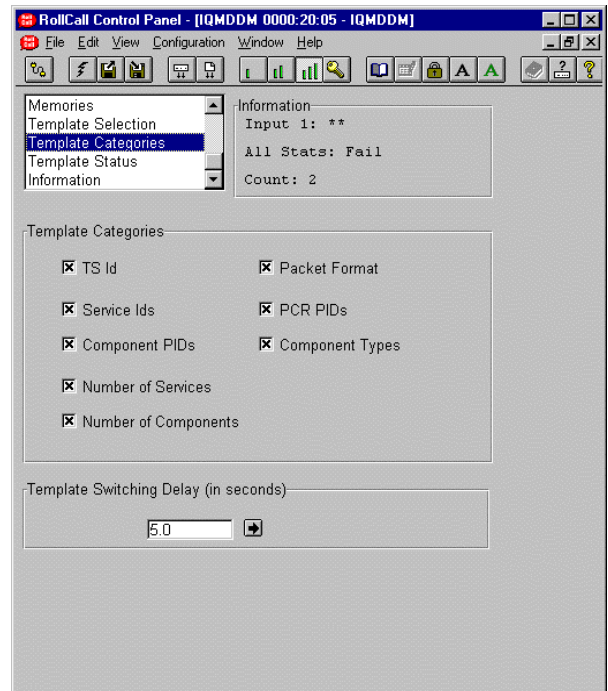 RollCall Control Panel - [IQMDDM 0000:20:05 - IQMDDM]
File Edit View Configuration Window Help
A A ? ?
Memories
Template Selection
Template Categories
Template Status
Information
Information
Input 1: **
All Stats: Fail
Count: 2
Template Categories
TS Id
Packet Format
Service Ids
PCR PIDs
Component PIDs
Component Types
Number of Services
Number of Components
Template Switching Delay (in seconds)
5.0